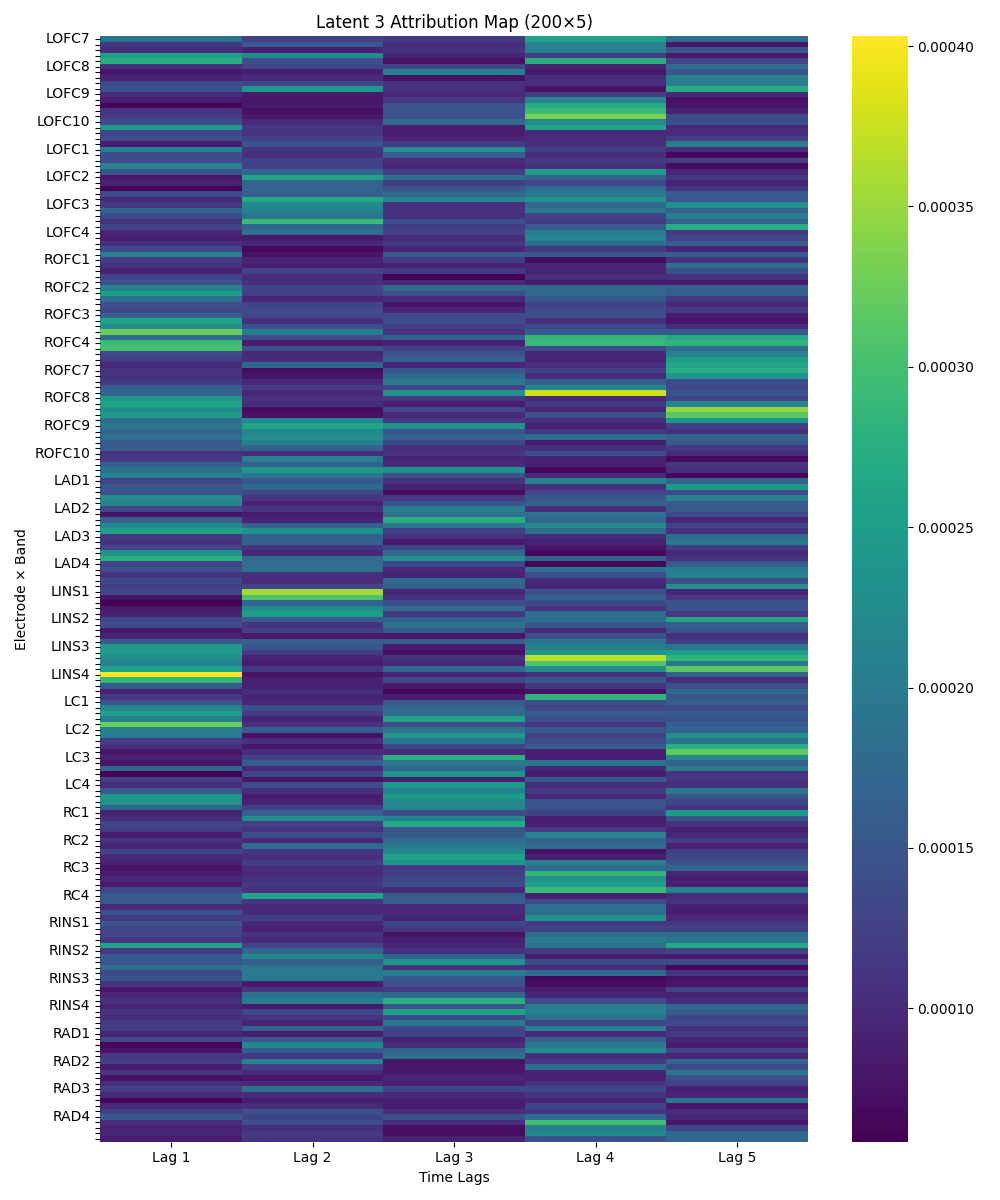 Latent 3 Attribution Map (200×5)
LOFC7
LOFC8
LOFC9
LOFC10
LOFC1
LOFC2
LOFC3
LOFC4
ROFC1
ROFC2
ROFC3
ROFC4
ROFC7
ROFC8
ROFC9
ROFC10
LAD1
LAD2
LAD3
LAD4
LINS1
LINS2
LINS3
LINS4
LC1
LC2
LC3
LC4
RC1
RC2
RC3
RC4
RINS1
RINS2
RINS3
RINS4
RAD1
RAD2
RAD3
RAD4
Electrode × Band
Lag 1 Lag 2 Lag 3 Lag 4 Lag 5
Time Lags
0.00040
0.00035
0.00030
0.00025
0.00020
0.00015
0.00010